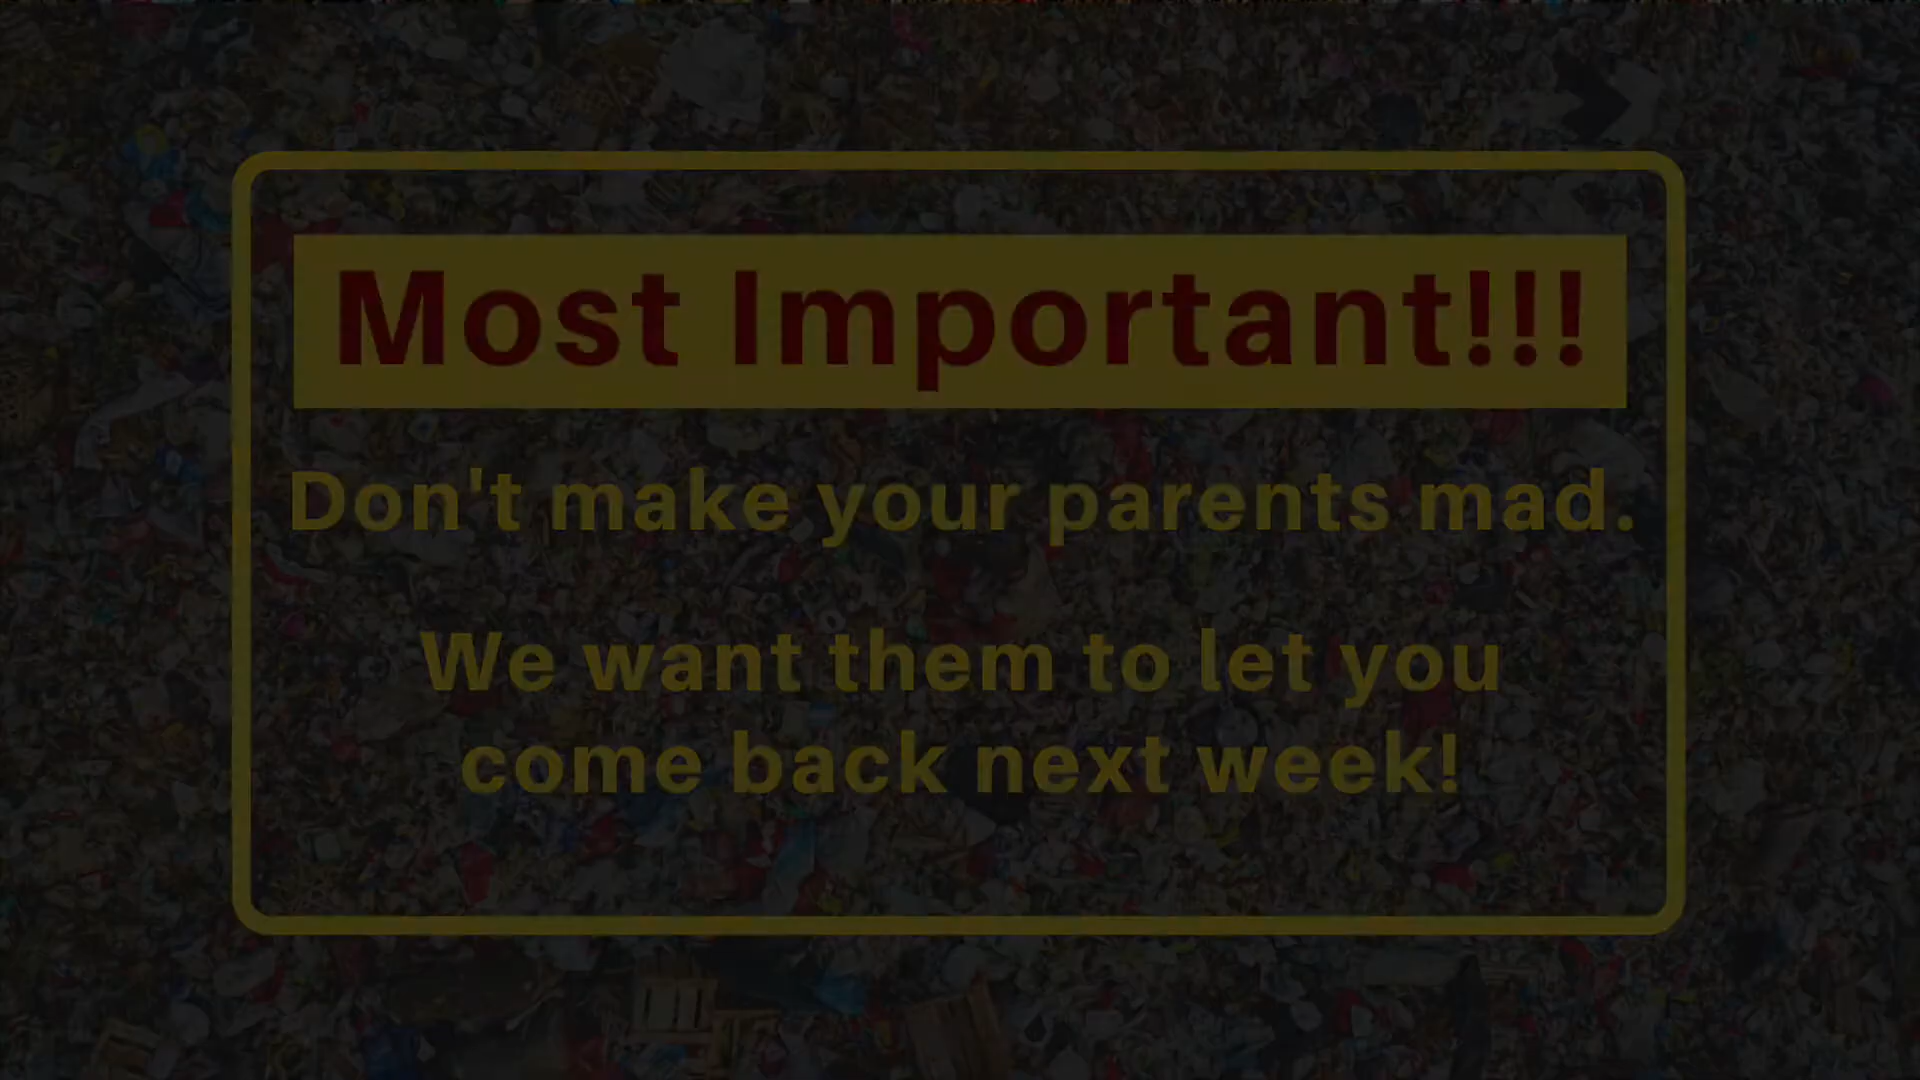 Most Important!!!
Don't make your parents mad.
We want them to let you
come back next week!